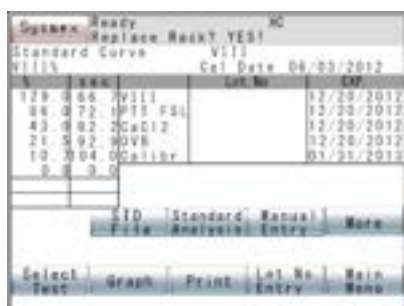 Sysmex Ready XC
Replace Rack? YES!
Standard Curve VIII
VIII% Cal Date 06/03/2012
% sec Lot No EXP
129.0 66.7 VIII 12/20/2012
86.0 72.1 PTT FSL 12/20/2012
43.0 82.2 CaCl2 12/20/2012
21.5 92.9 OVB 12/20/2012
10.7 104.0 Calibr 01/31/2013
0.0 0.0
STD File Standard Analysis Manual Entry More
Select Test Graph Print Lot No Entry Main Menu